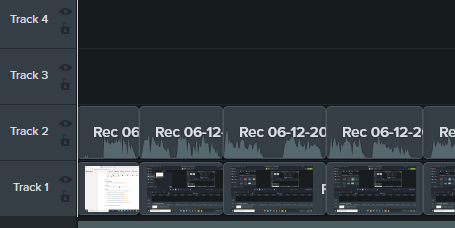 Track 4
Track 3
Track 2
Rec 06 Rec 06-12- Rec 06-12-20 Rec 06-12-2 Rec
Track 1